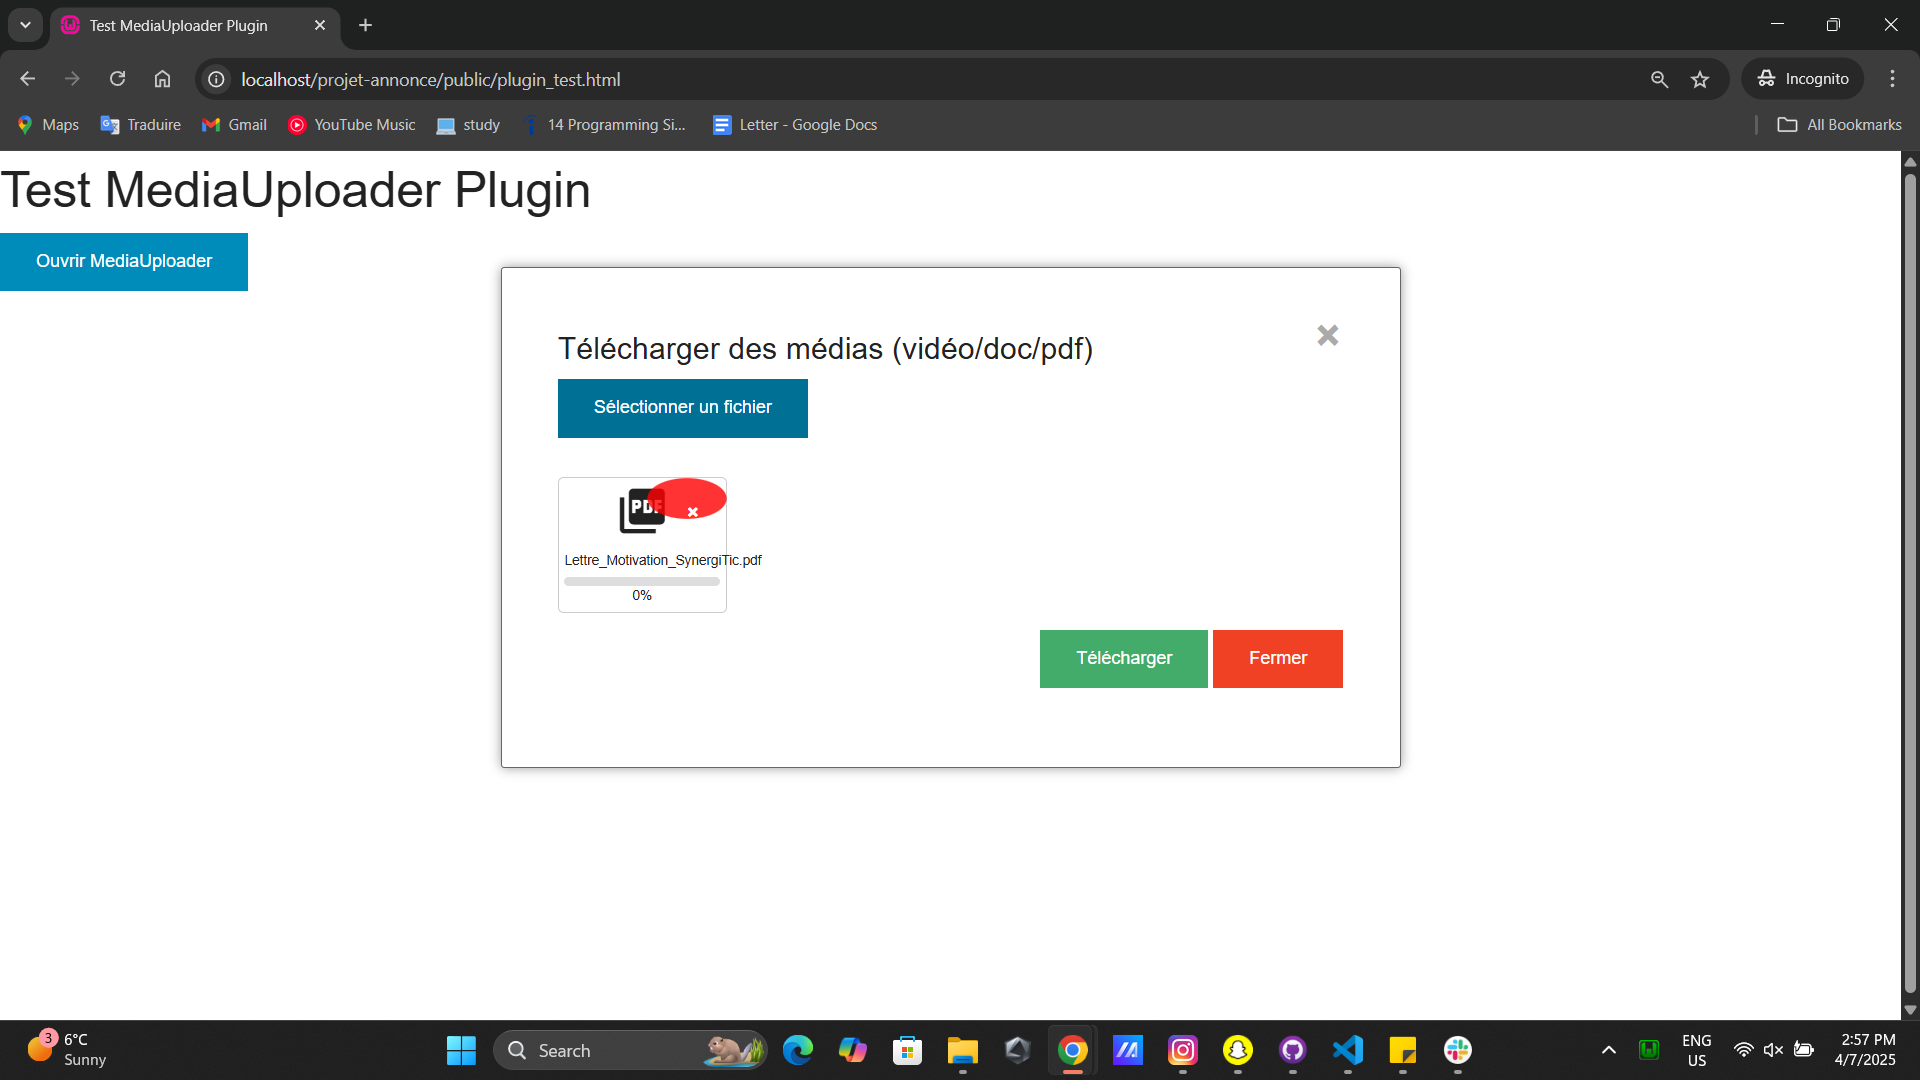 Test MediaUploader Plugin
localhost/projet-annonce/public/plugin_test.html
Incognito
Maps
Traduire
Gmail
YouTube Music
study
14 Programming Si...
Letter - Google Docs
All Bookmarks
Test MediaUploader Plugin
Ouvrir MediaUploader
Télécharger des médias (vidéo/doc/pdf)
Sélectionner un fichier
PDF
Lettre_Motivation_SynergiTic.pdf
0%
Télécharger
Fermer
3
6°C
Sunny
Search
ENG
US
2:57 PM
4/7/2025